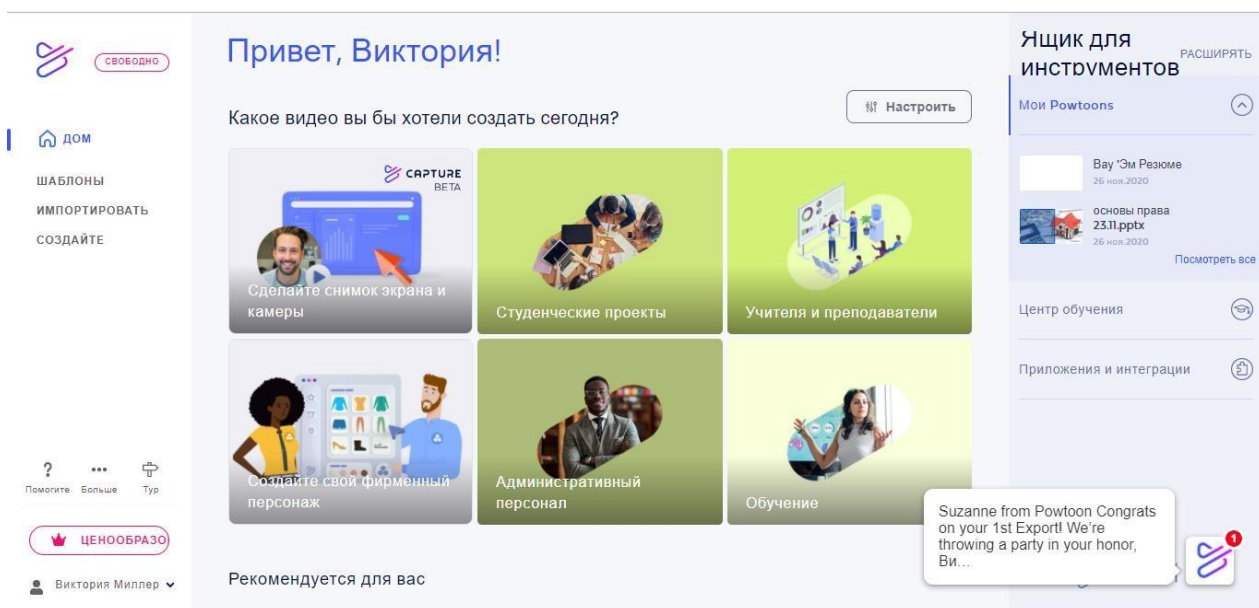 СВОБОДНО
ДОМ
ШАБЛОНЫ
ИМПОРТИРОВАТЬ
СОЗДАЙТЕ
?
Помогите
Больше
Тур
ЦЕНООБРАЗО
Виктория Миллер
Привет, Виктория!
Какое видео вы бы хотели создать сегодня?
Настроить
CAPTURE
BETA
Сделайте снимок экрана и
камеры
Студенческие проекты
Учителя и преподаватели
Создайте свой фирменный
персонаж
Административный
персонал
Обучение
Рекомендуется для вас
Ящик для
инструментов
РАСШИРЯТЬ
Мои Powtoons
Вау 'Эм Резюме
26 ноя.2020
основы права
23.11.pptx
26 ноя.2020
Посмотреть все
Центр обучения
Приложения и интеграции
Suzanne from Powtoon Congrats
on your 1st Export! We're
throwing a party in your honor,
Ви...
1